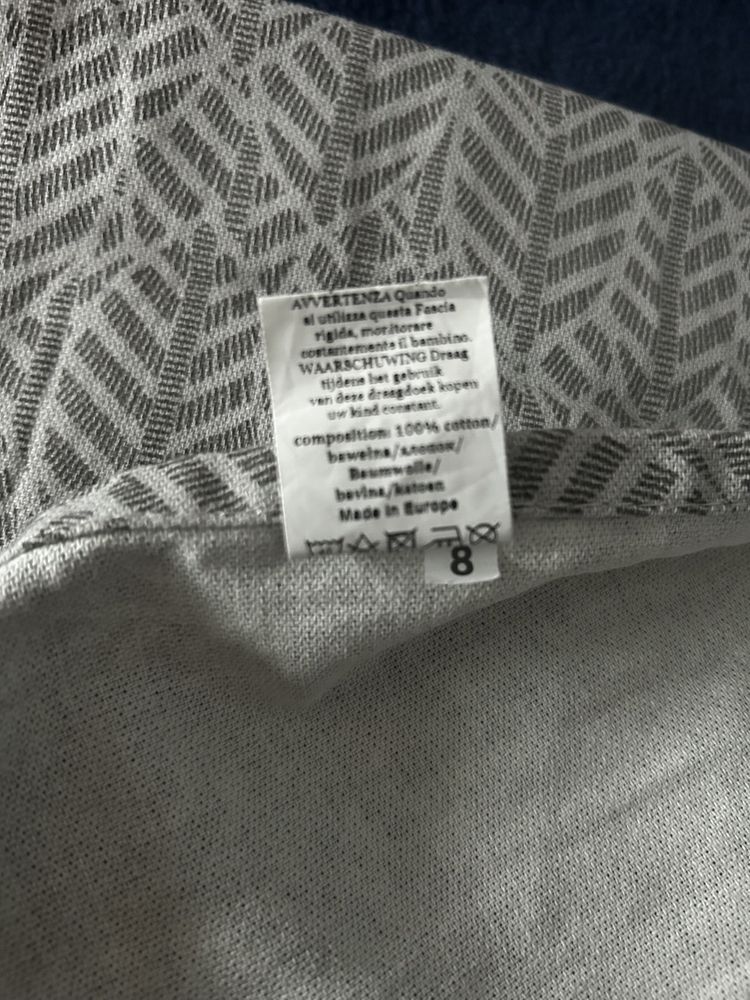 AVVERTENZA Quando
si utilizza questa Fascia
rigida, monitorare
costantemente il bambino.
WAARSCHUWING Draag
tijdens het gebruik
van deze draagdoek kopen
uw kind constant.
composition: 100% cotton/
bawełna/хлопок/
Baumwolle/
bavlna/katoen
Made in Europe
8